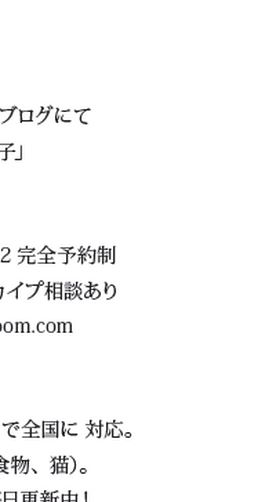 ブログにて
子」
2 完全予約制
カイプ相談あり
oom.com
で全国に 対応。
食物、猫)。
日更新中!